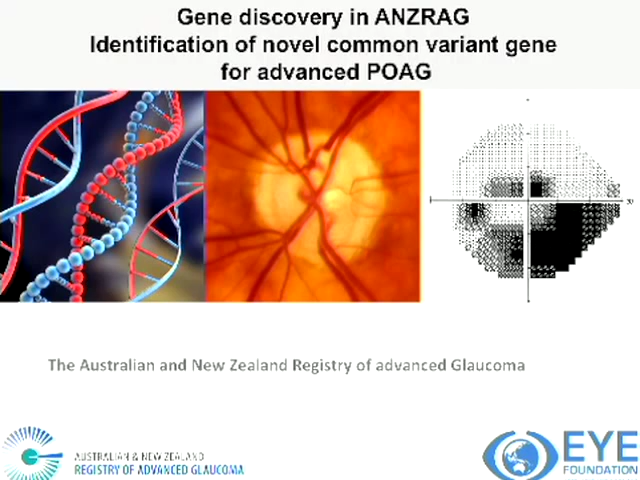 Gene discovery in ANZRAG
Identification of novel common variant gene
for advanced POAG
30
The Australian and New Zealand Registry of advanced Glaucoma
AUSTRALIAN & NEW ZEALAND
REGISTRY OF ADVANCED GLAUCOMA
EYE
FOUNDATION